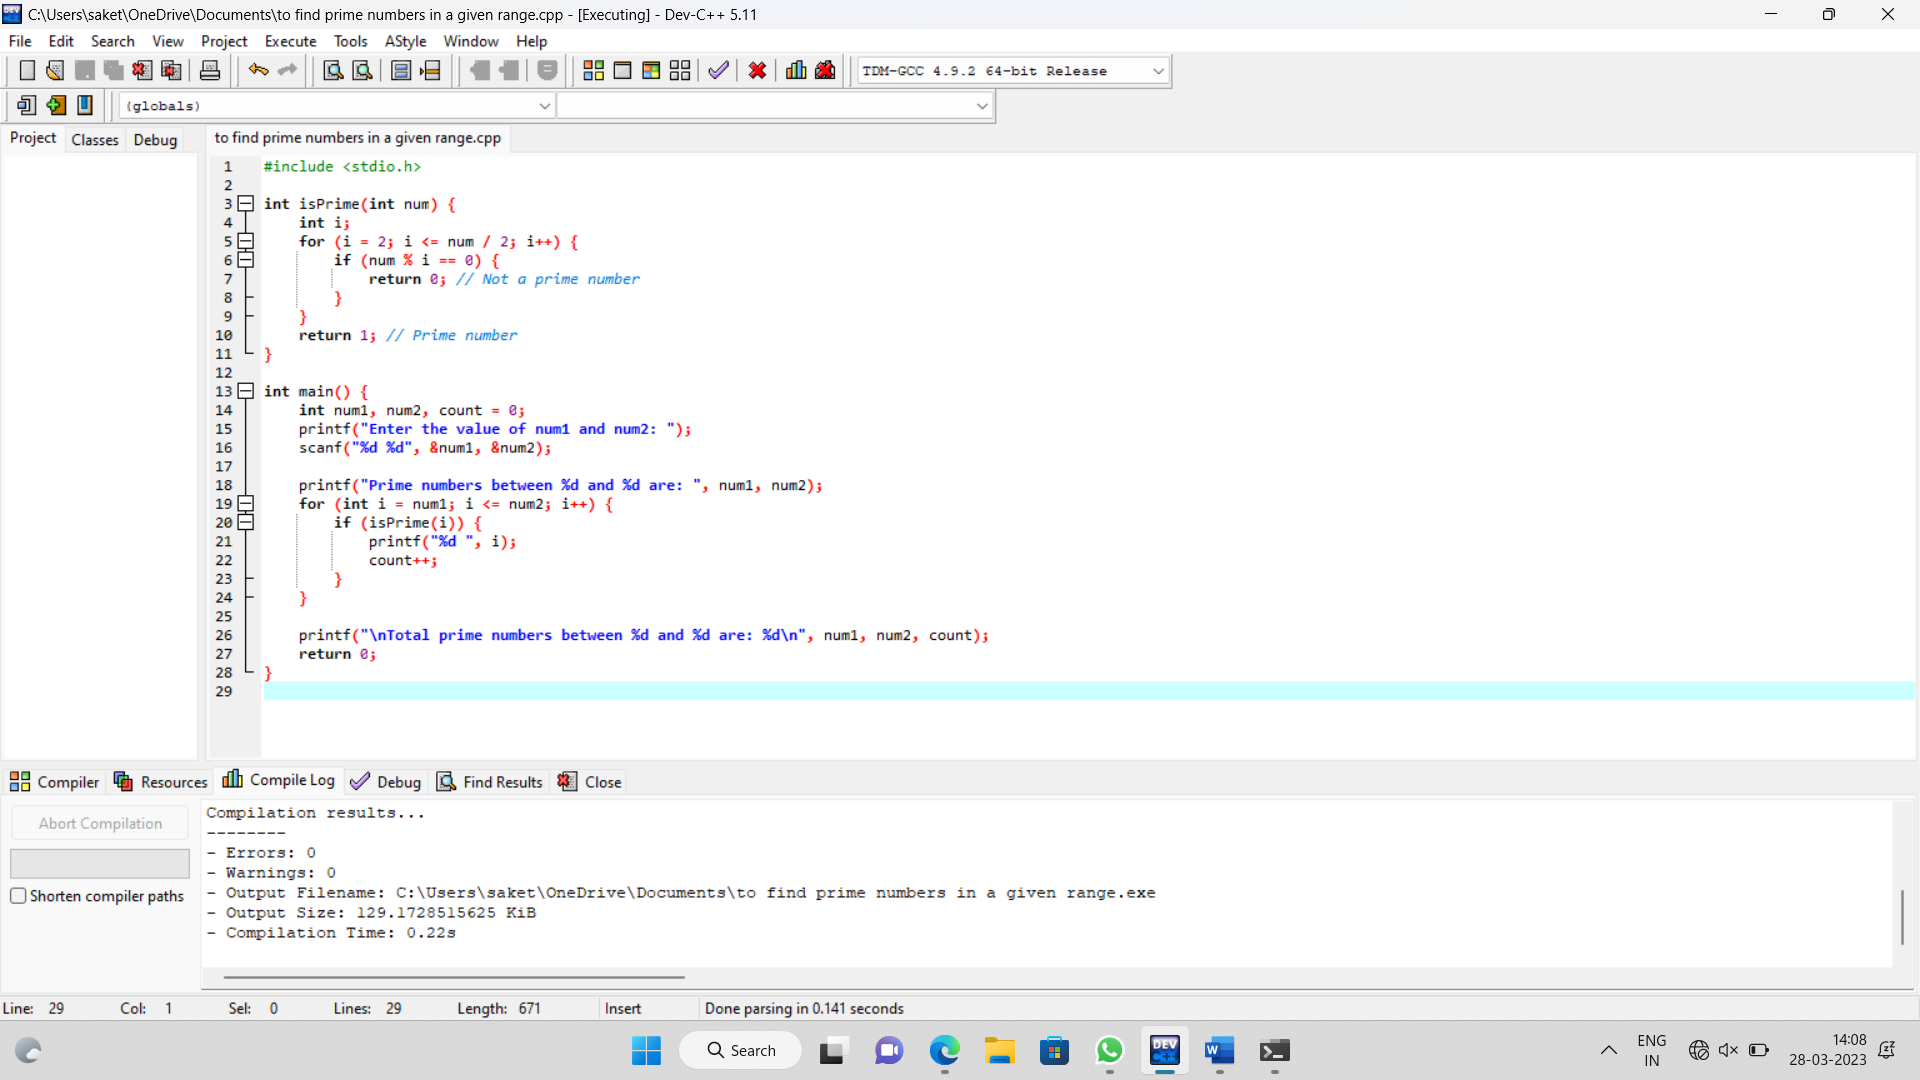 C:\Users\saket\OneDrive\Documents\to find prime numbers in a given range.cpp - [Executing] - Dev-C++ 5.11
File Edit Search View Project Execute Tools AStyle Window Help
TDM-GCC 4.9.2 64-bit Release
(globals)
Project Classes Debug
to find prime numbers in a given range.cpp
1 #include <stdio.h>
2
3 int isPrime(int num) {
4     int i;
5     for (i = 2; i <= num / 2; i++) {
6         if (num % i == 0) {
7             return 0; // Not a prime number
8         }
9     }
10     return 1; // Prime number
11 }
12
13 int main() {
14     int num1, num2, count = 0;
15     printf("Enter the value of num1 and num2: ");
16     scanf("%d %d", &num1, &num2);
17
18     printf("Prime numbers between %d and %d are: ", num1, num2);
19     for (int i = num1; i <= num2; i++) {
20         if (isPrime(i)) {
21             printf("%d ", i);
22             count++;
23         }
24     }
25
26     printf("\nTotal prime numbers between %d and %d are: %d\n", num1, num2, count);
27     return 0;
28 }
29
Compiler Resources Compile Log Debug Find Results Close
Abort Compilation
Shorten compiler paths
Compilation results...
--------
- Errors: 0
- Warnings: 0
- Output Filename: C:\Users\saket\OneDrive\Documents\to find prime numbers in a given range.exe
- Output Size: 129.1728515625 KiB
- Compilation Time: 0.22s
Line: 29 Col: 1 Sel: 0 Lines: 29 Length: 671 Insert Done parsing in 0.141 seconds
Search
DEV C++
W
ENG
IN
14:08
28-03-2023